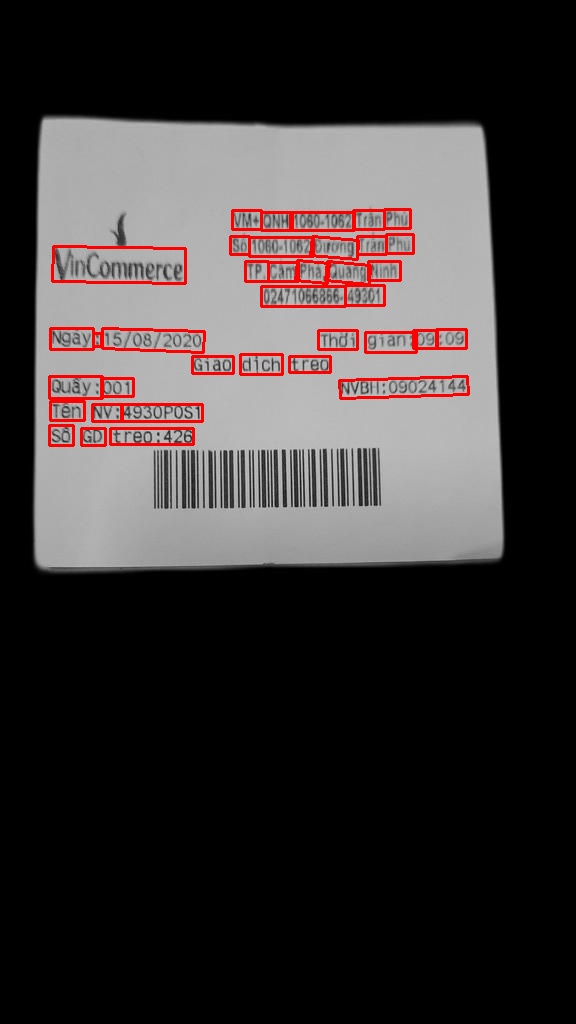 VM+ QNH 1060-1062 Trần Phú
Số 1060-1062 Đường Trần Phú
VinCommerce
TP. Cẩm Phả, Quảng Ninh
02471066866-49301
Ngày:15/08/2020 Thời gian:09:09
Giao dịch treo
Quầy:001 NVBH:09024144
Tên NV:4930POS1
Số GD treo:426